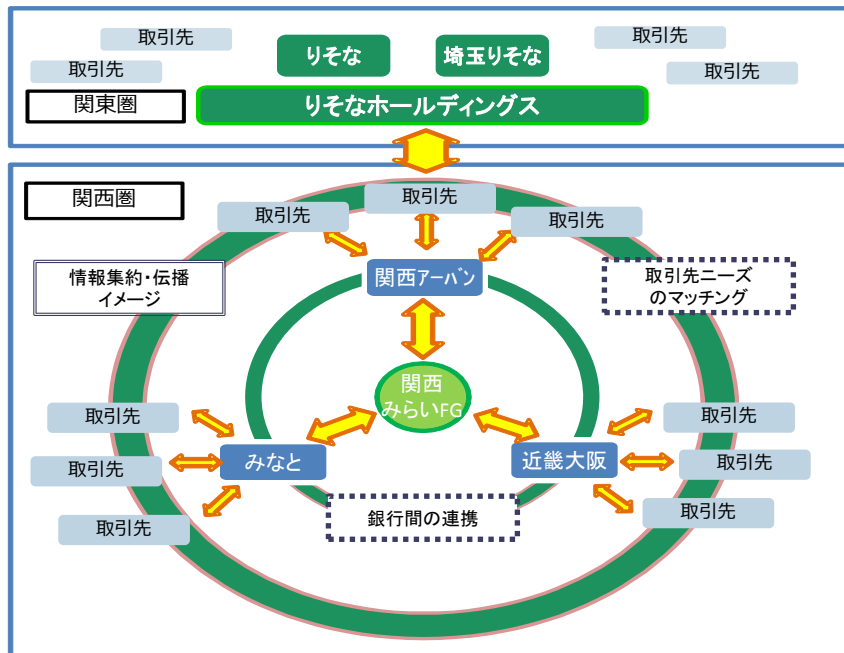 取引先
取引先
りそな
埼玉りそな
取引先
取引先
関東圏
りそなホールディングス
関西圏
取引先
取引先
取引先
情報集約・伝播
イメージ
関西アーバン
取引先ニーズ
のマッチング
関西
みらいFG
取引先
取引先
取引先
みなと
近畿大阪
取引先
取引先
取引先
銀行間の連携